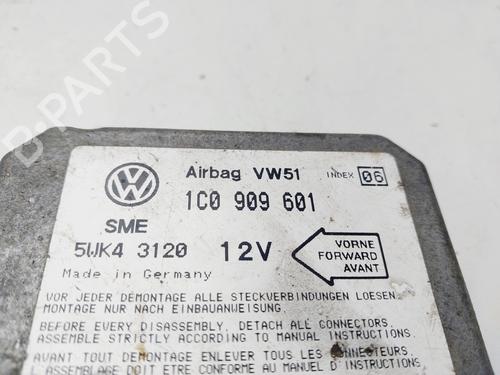 Airbag VW51 INDEX 06
1C0 909 601
SME
5WK4 3120 12V
VORNE
FORWARD
AVANT
Made in Germany
VOR JEDER DEMONTAGE ALLE STECKVERBINDUNGEN LOESEN.
MONTAGE NUR NACH EINBAUANWEISUNG.
BEFORE EVERY DISASSEMBLY, DETACH ALL CONNECTORS.
ASSEMBLE STRICTLY ACCORDING TO MANUAL INSTRUCTIONS.
AVANT TOUT DEMONTAGE ENLEVER TOUS LES CONNECTEURS.
L'ASSEMBLAGE DOIT ETRE CONFORME AU MANUEL D'INSTRUCTIONS
B-Parts